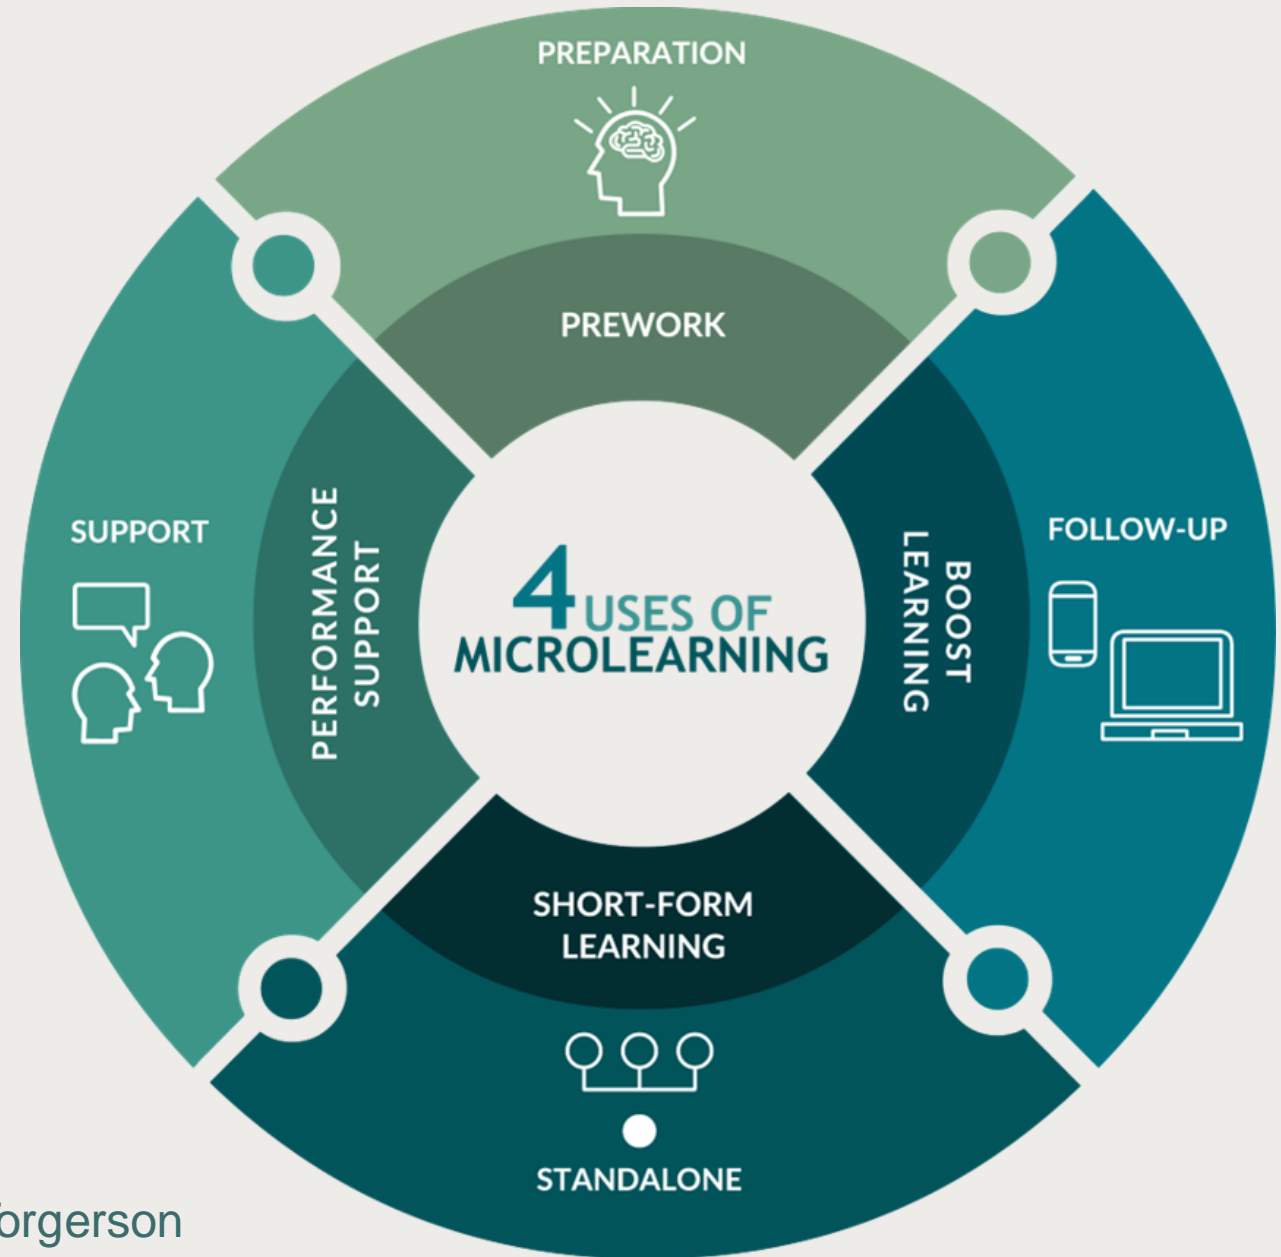 PREPARATION
PREWORK
SUPPORT
PERFORMANCE
SUPPORT
4 USES OF
MICROLEARNING
BOOST
LEARNING
FOLLOW-UP
SHORT-FORM
LEARNING
STANDALONE
orgerson